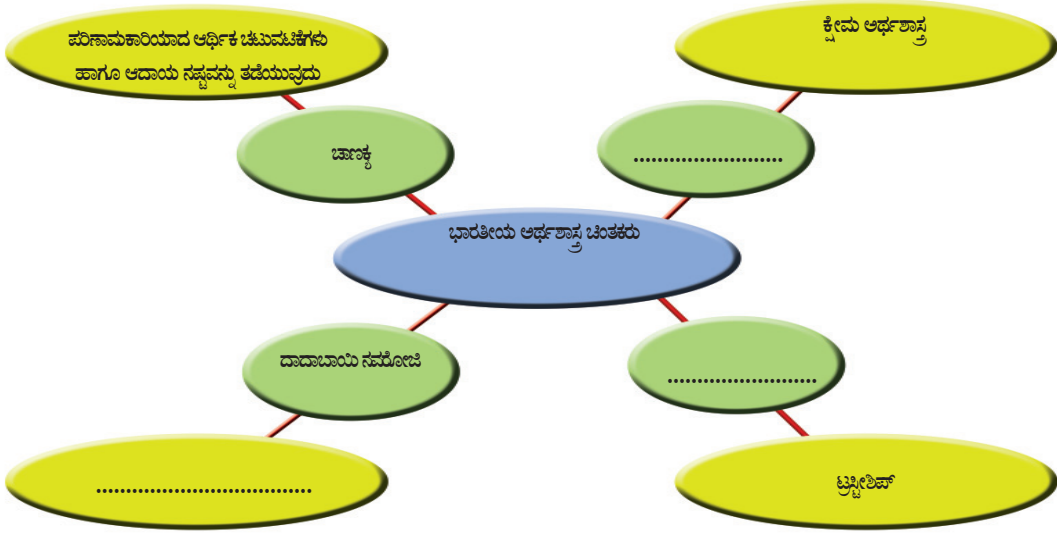 ಪರಿಣಾಮಕಾರಿಯಾದ ಆರ್ಥಿಕ ಚಟುವಟಿಕೆಗಳು
ಹಾಗೂ ಆದಾಯ ನಷ್ಟವನ್ನು ತಡೆಯುವುದು
ಕ್ಷೇಮ ಅರ್ಥಶಾಸ್ತ್ರ
ಚಾಣಕ್ಯ
.........................
ಭಾರತೀಯ ಅರ್ಥಶಾಸ್ತ್ರ ಚಿಂತಕರು
ದಾದಾಬಾಯಿ ನವರೋಜಿ
.........................
....................................
ಟ್ರಸ್ಟೀಶಿಪ್